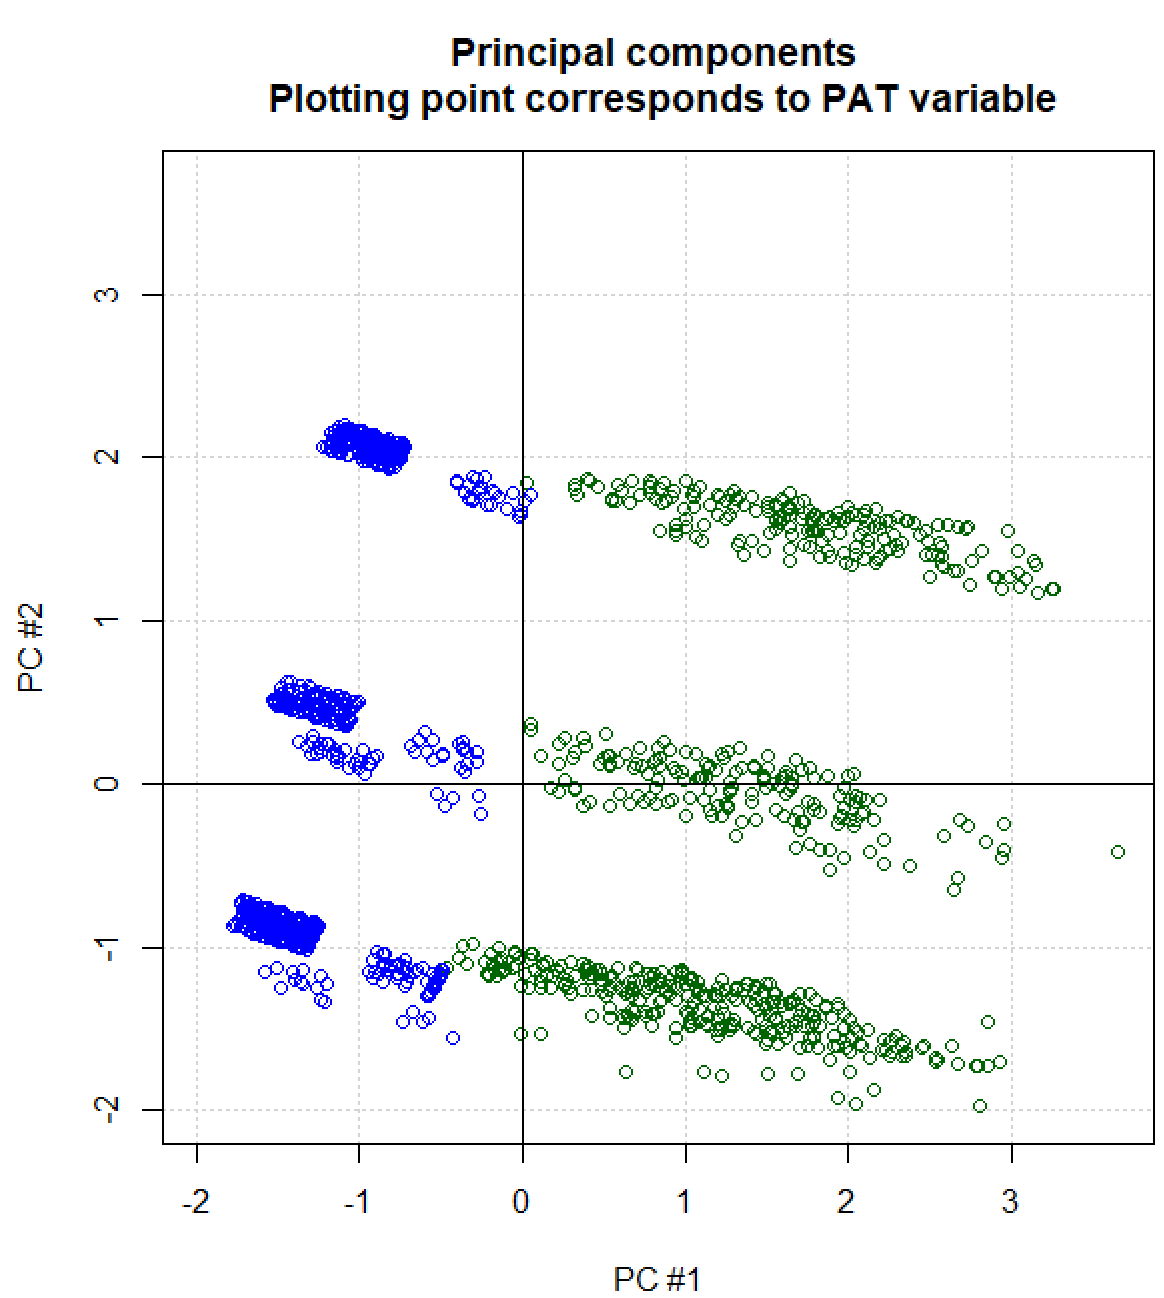 Principal components
Plotting point corresponds to PAT variable
3
2
1
0
-1
-2
PC #2
-2 -1 0 1 2 3
PC #1